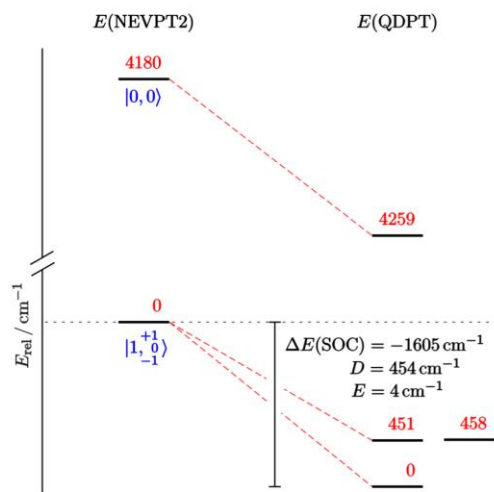 E(NEVPT2) E(QDPT)
4180
|0, 0⟩
4259
E_rel / cm⁻¹
0
|1, +1 0 −1⟩
ΔE(SOC) = −1605 cm⁻¹
D = 454 cm⁻¹
E = 4 cm⁻¹
451 458
0